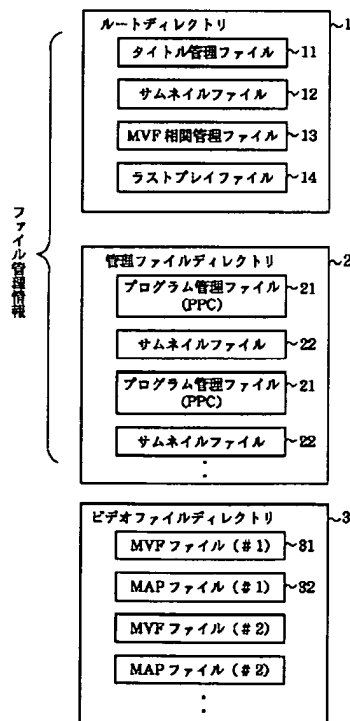 ルートディレクトリ
~1
タイトル管理ファイル
~11
サムネイルファイル
~12
MVF相関管理ファイル
~13
ラストプレイファイル
~14
ファイル管理情報
管理ファイルディレクトリ
~2
プログラム管理ファイル
(PPC)
~21
サムネイルファイル
~22
プログラム管理ファイル
(PPC)
~21
サムネイルファイル
~22
ビデオファイルディレクトリ
~3
MVFファイル(#1)
~31
MAPファイル(#1)
~32
MVFファイル(#2)
MAPファイル(#2)